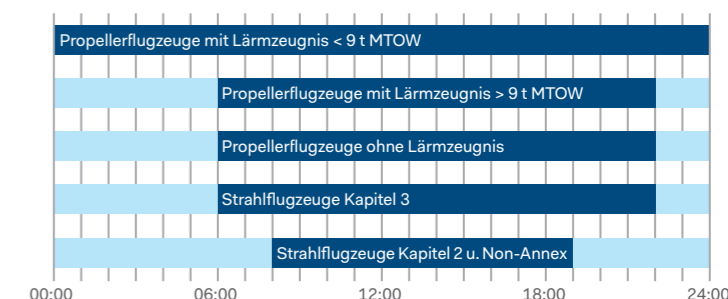 Propellerflugzeuge mit Lärmzeugnis < 9 t MTOW
Propellerflugzeuge mit Lärmzeugnis > 9 t MTOW
Propellerflugzeuge ohne Lärmzeugnis
Strahlflugzeuge Kapitel 3
Strahlflugzeuge Kapitel 2 u. Non-Annex
00:00 06:00 12:00 18:00 24:00